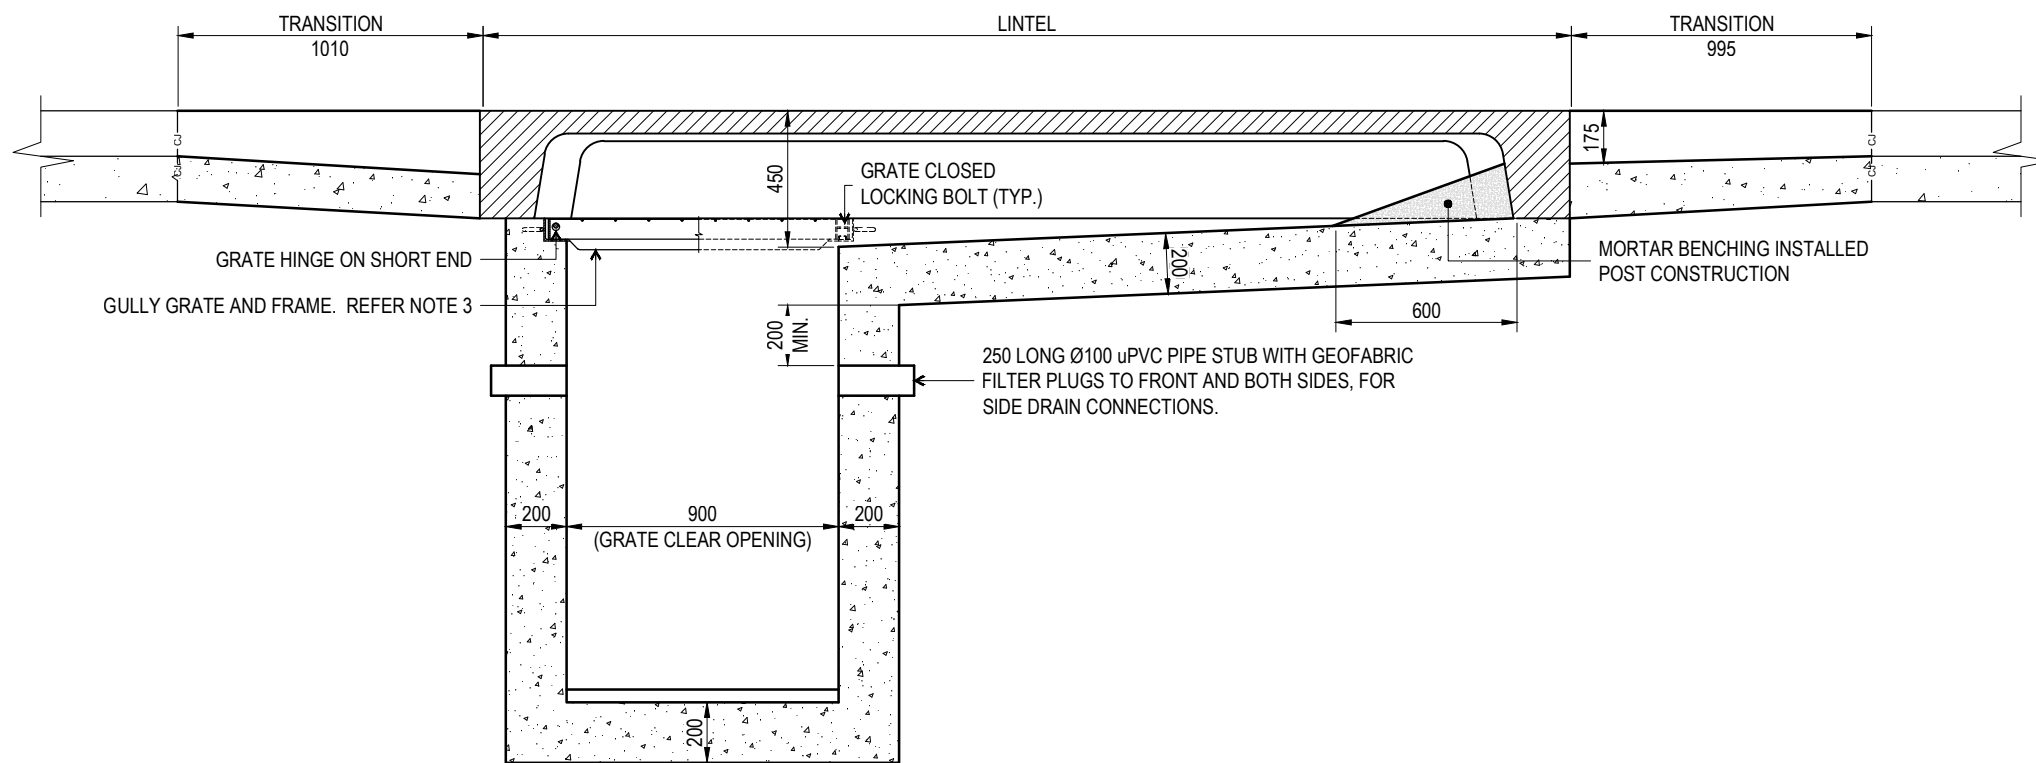 TRANSITION
1010
LINTEL
TRANSITION
995
CJ
CJ
450
GRATE CLOSED
LOCKING BOLT (TYP.)
175
CJ
CJ
GRATE HINGE ON SHORT END
GULLY GRATE AND FRAME.  REFER NOTE 3
200
MORTAR BENCHING INSTALLED
POST CONSTRUCTION
600
200
MIN.
250 LONG Ø100 uPVC PIPE STUB WITH GEOFABRIC
FILTER PLUGS TO FRONT AND BOTH SIDES, FOR
SIDE DRAIN CONNECTIONS.
200
900
(GRATE CLEAR OPENING)
200
200